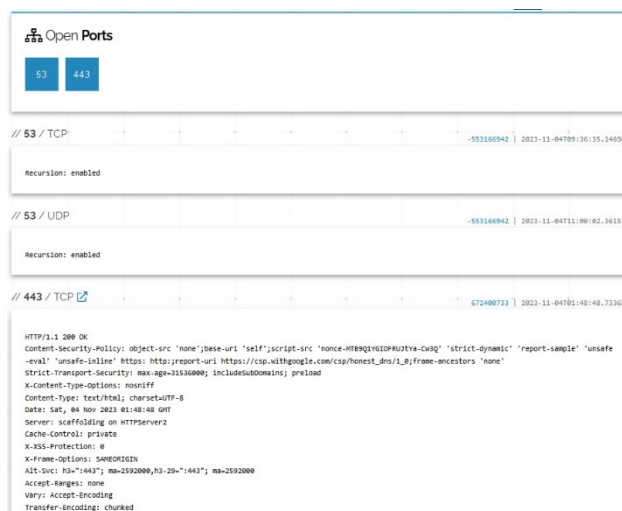 Open Ports
53 443
// 53 / TCP
-553166942 | 2023-11-04T09:36:35.1469
Recursion: enabled
// 53 / UDP
-553166942 | 2023-11-04T11:00:02.3615
Recursion: enabled
// 443 / TCP
672400733 | 2023-11-04T01:48:48.7336
HTTP/1.1 200 OK
Content-Security-Policy: object-src 'none';base-uri 'self';script-src 'nonce-MTB9Q1YGIOFRUJtYa-Cw3Q' 'strict-dynamic' 'report-sample' 'unsafe
-eval' 'unsafe-inline' https: http:;report-uri https://csp.withgoogle.com/csp/honest_dns/1_0;frame-ancestors 'none'
Strict-Transport-Security: max-age=31536000; includeSubDomains; preload
X-Content-Type-Options: nosniff
Content-Type: text/html; charset=UTF-8
Date: Sat, 04 Nov 2023 01:48:48 GMT
Server: scaffolding on HTTPServer2
Cache-Control: private
X-XSS-Protection: 0
X-Frame-Options: SAMEORIGIN
Alt-Svc: h3=":443"; ma=2592000,h3-29=":443"; ma=2592000
Accept-Ranges: none
Vary: Accept-Encoding
Transfer-Encoding: chunked